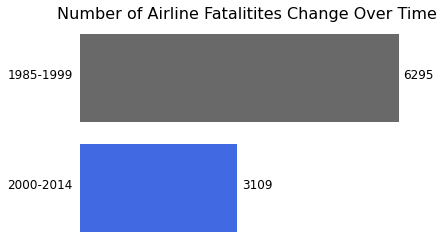 Number of Airline Fatalitites Change Over Time
1985-1999 6295
2000-2014 3109